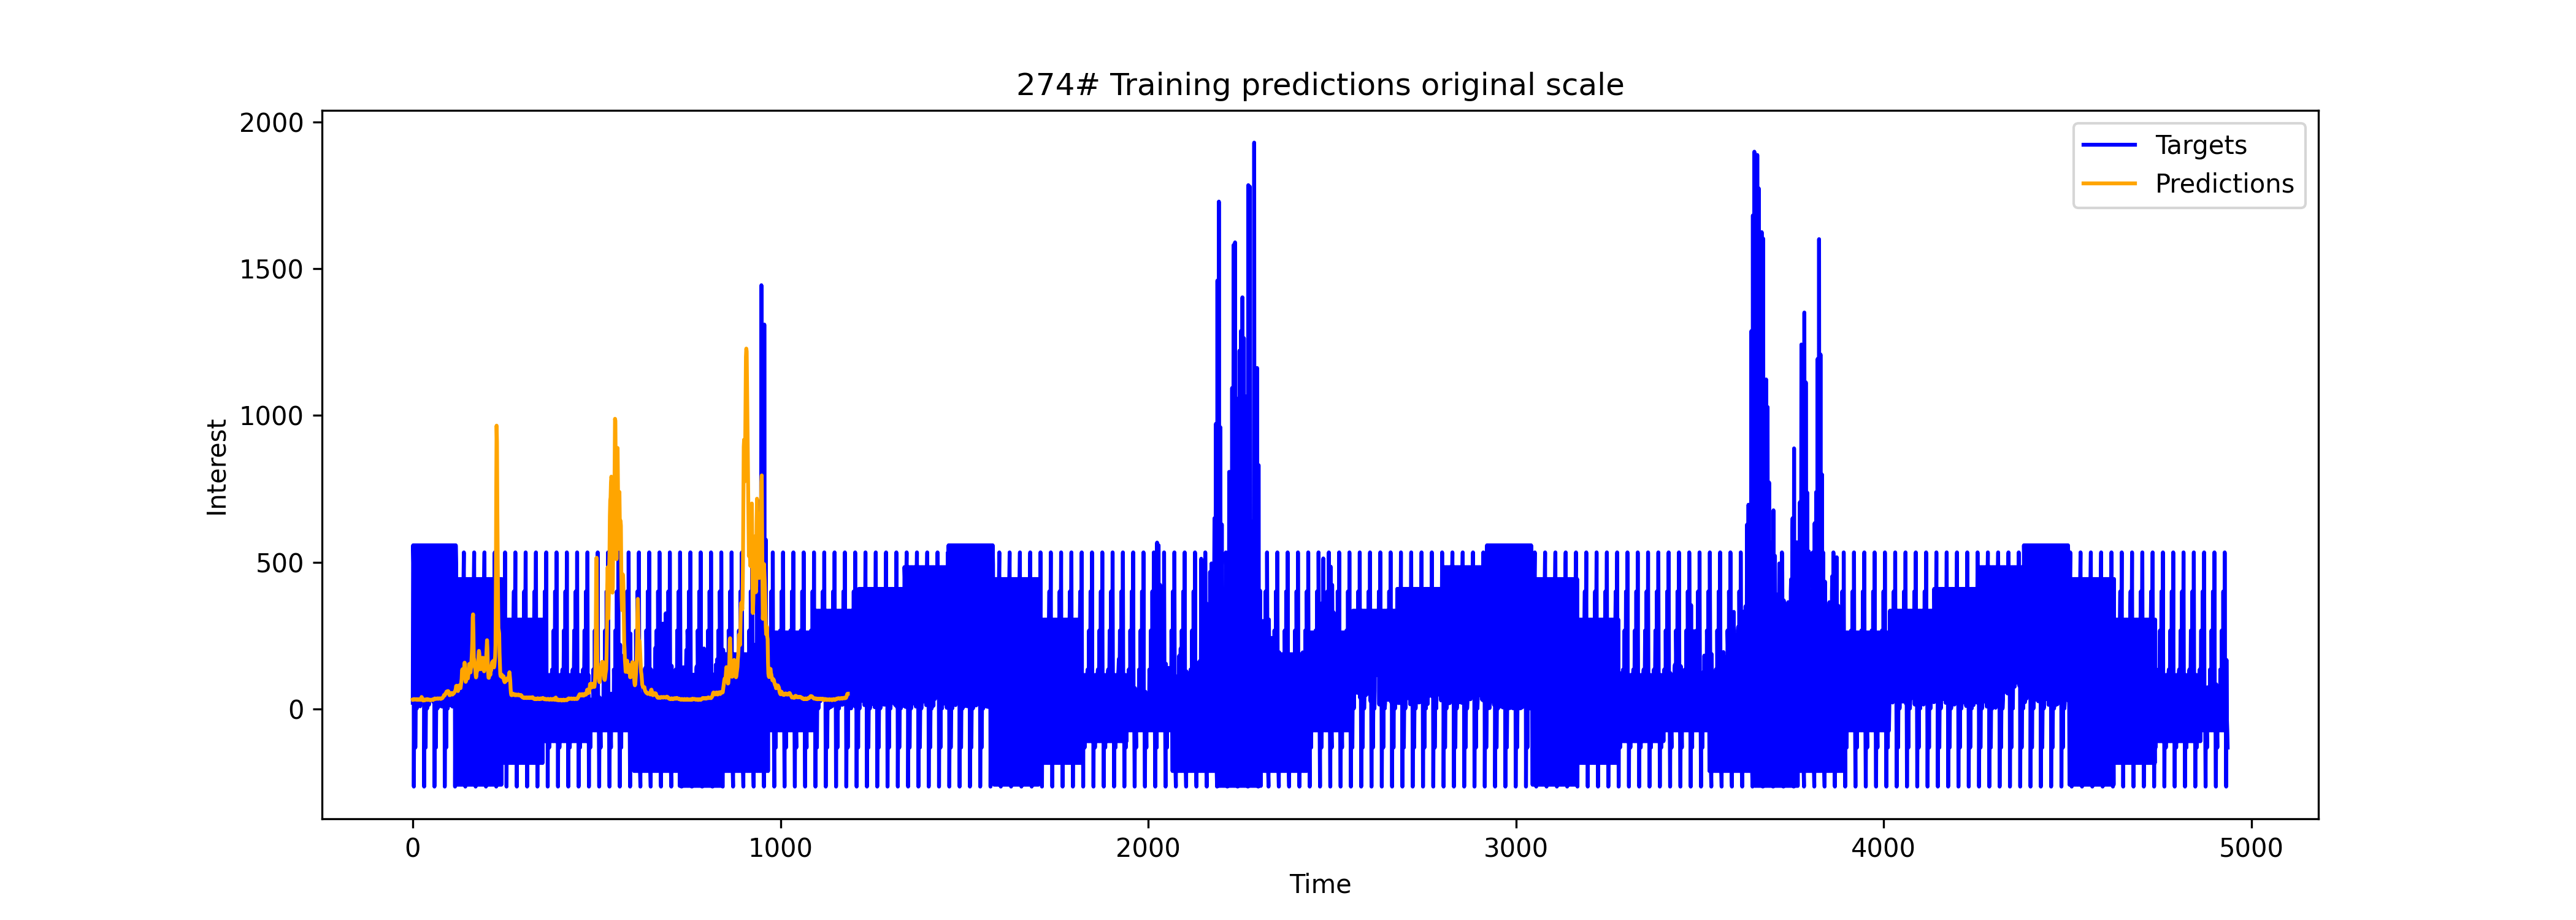 274# Training predictions original scale
2000
1500
1000
500
0
Interest
Targets
Predictions
0 1000 2000 3000 4000 5000
Time